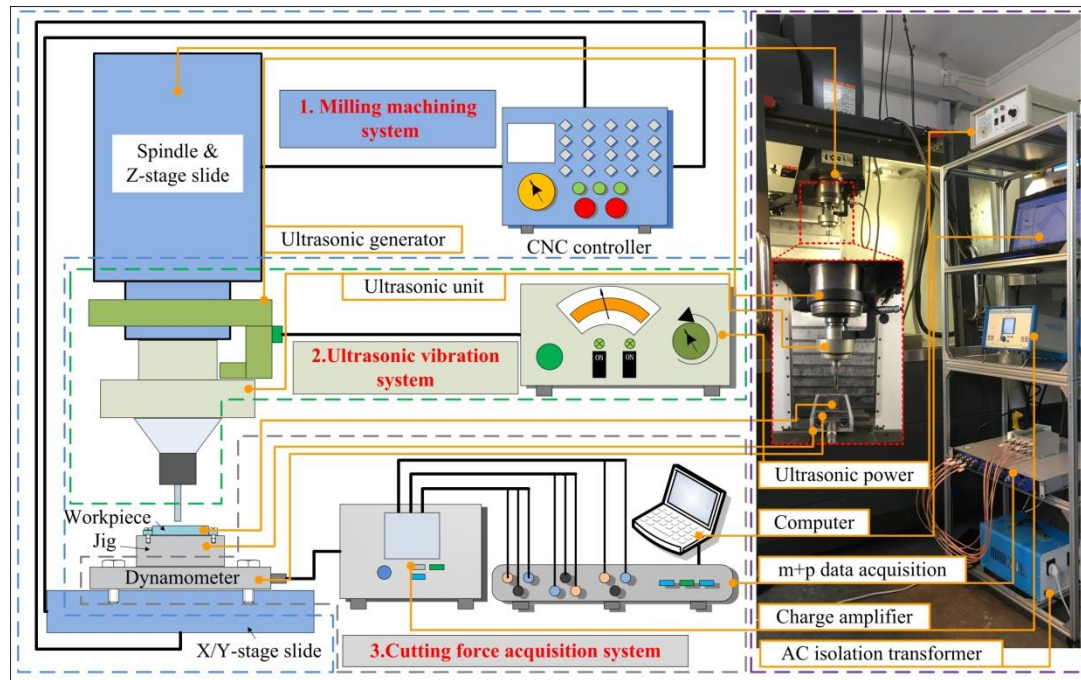 1. Milling machining
system
Spindle &
Z-stage slide
CNC controller
Ultrasonic generator
Ultrasonic unit
2.Ultrasonic vibration
system
ON
ON
Workpiece
Jig
Dynamometer
X/Y-stage slide
3.Cutting force acquisition system
Ultrasonic power
Computer
m+p data acquisition
Charge amplifier
AC isolation transformer